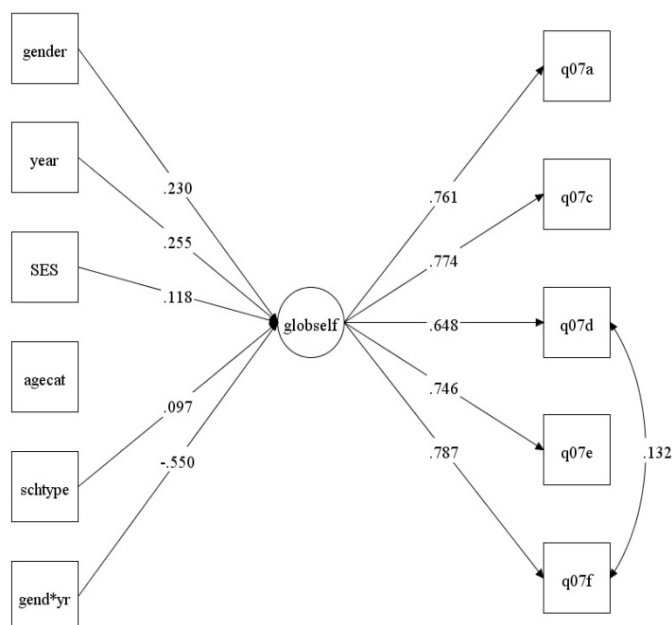 gender
year
SES
agecat
schtype
gend*yr
.230
.255
.118
.097
-.550
globself
.761
.774
.648
.746
.787
q07a
q07c
q07d
q07e
q07f
.132